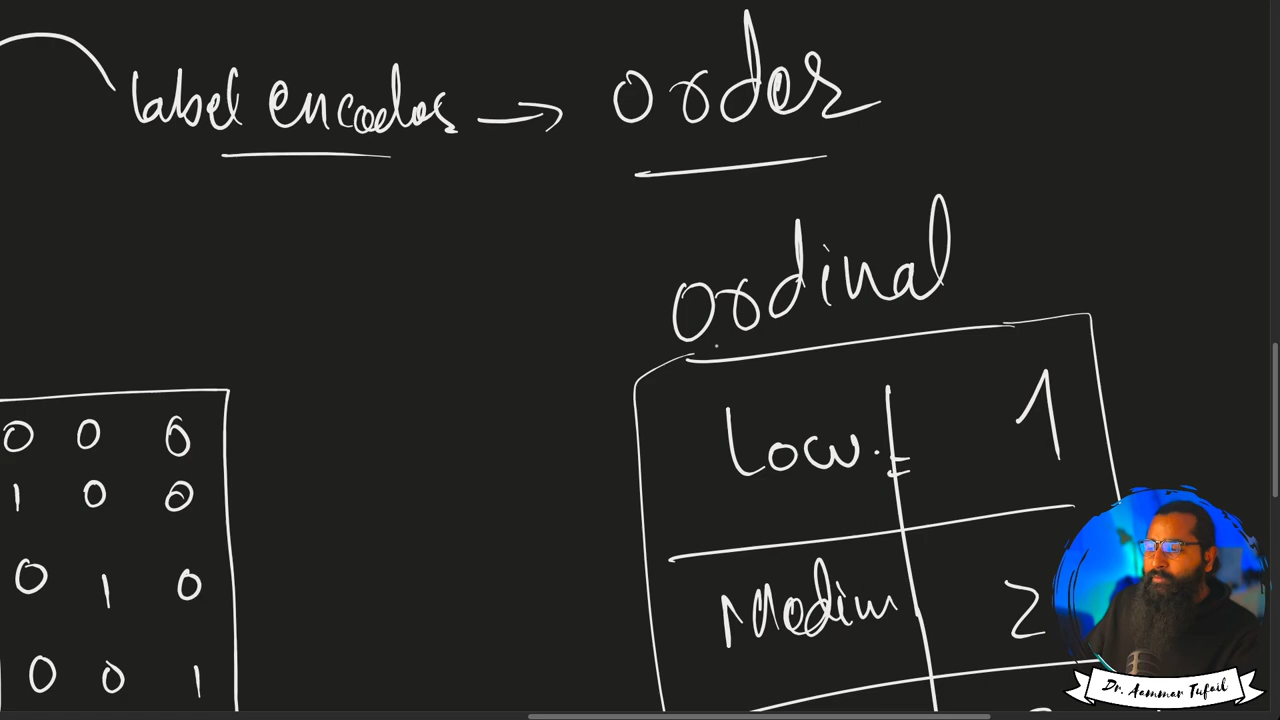 label encoder → order
ordinal
0 0 0
1 0 0
0 1 0
0 0 1
Low 1
Medium 2
Dr. Aammar Tufail